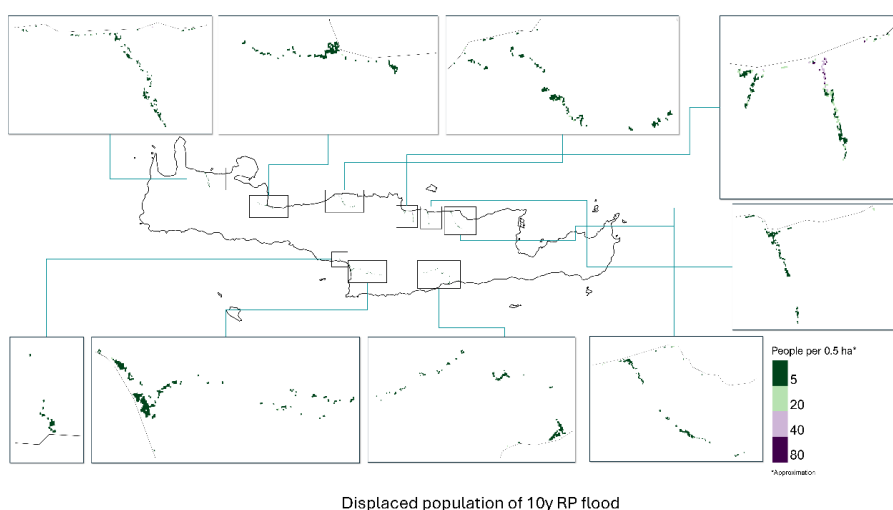 People per 0.5 ha*
5
20
40
80
*Approximation
Displaced population of 10y RP flood